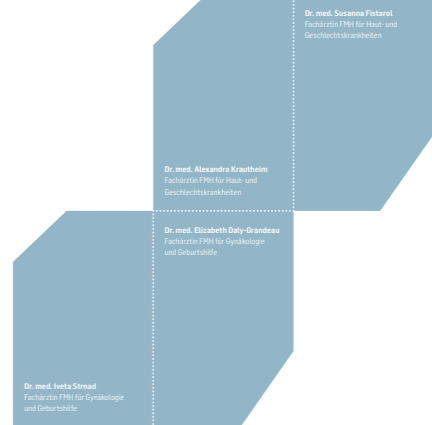 Dr. med. Susanna Fistarol
Fachärztin FMH für Haut- und
Geschlechtskrankheiten
Dr. med. Alexandra Krautheim
Fachärztin FMH für Haut- und
Geschlechtskrankheiten
Dr. med. Elizabeth Daly-Grandeau
Fachärztin FMH für Gynäkologie
und Geburtshilfe
Dr. med. Iveta Strnad
Fachärztin FMH für Gynäkologie
und Geburtshilfe